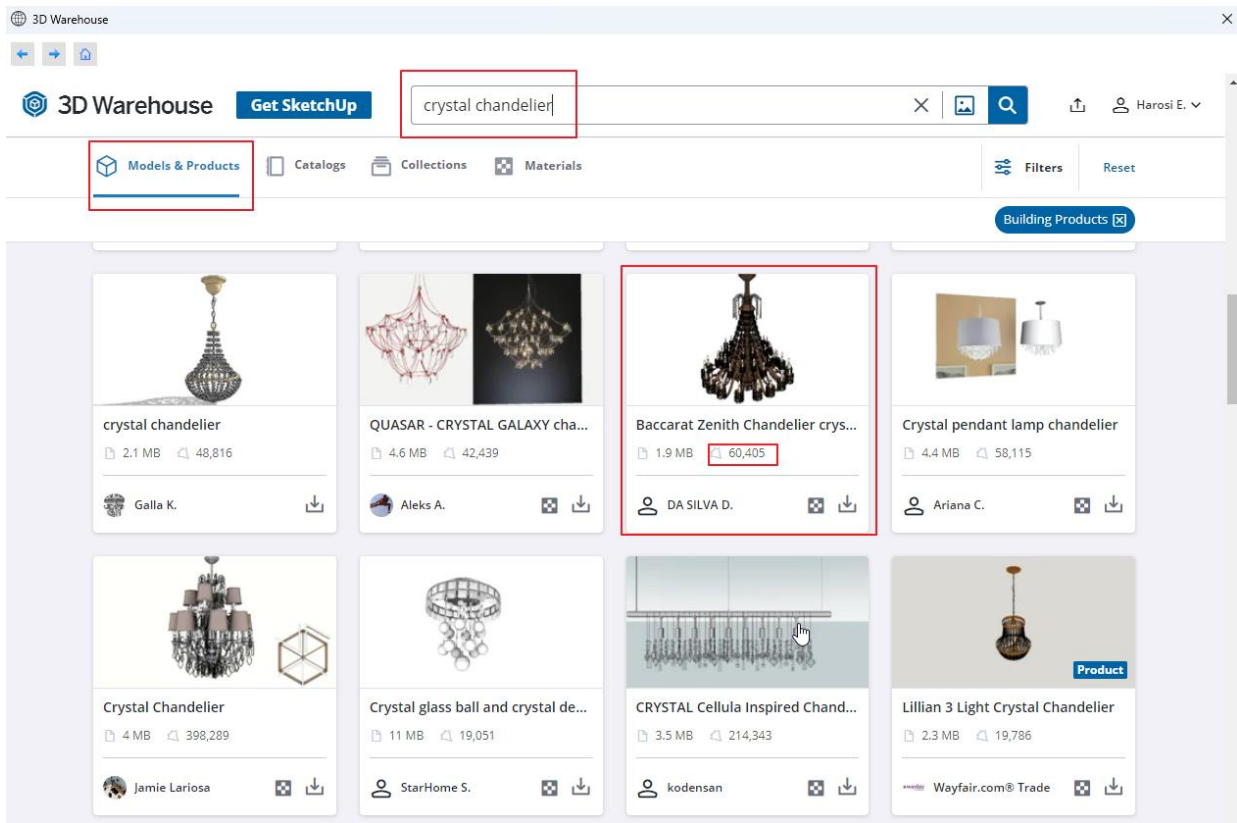 3D Warehouse
3D Warehouse
Get SketchUp
crystal chandelier
Harosi E.
Models & Products
Catalogs
Collections
Materials
Filters
Reset
Building Products
crystal chandelier
2.1 MB 48,816
Galla K.
QUASAR - CRYSTAL GALAXY cha...
4.6 MB 42,439
Aleks A.
Baccarat Zenith Chandelier crys...
1.9 MB 60,405
DA SILVA D.
Crystal pendant lamp chandelier
4.4 MB 58,115
Ariana C.
Crystal Chandelier
4 MB 398,289
Jamie Lariosa
Crystal glass ball and crystal de...
11 MB 19,051
StarHome S.
CRYSTAL Cellula Inspired Chand...
3.5 MB 214,343
kodensan
Product
Lillian 3 Light Crystal Chandelier
2.3 MB 19,786
Wayfair.com® Trade